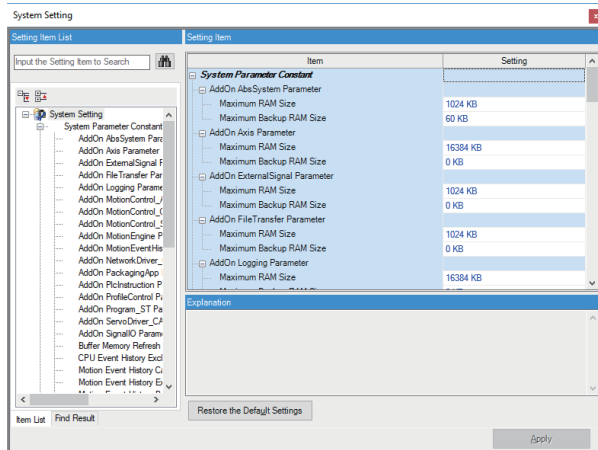 System Setting
x
Setting Item List
Input the Setting Item to Search
System Setting
System Parameter Constant
AddOn AbsSystem Para
AddOn Axis Parameter
AddOn ExternalSignal P
AddOn FileTransfer Par
AddOn Logging Parame
AddOn MotionControl_A
AddOn MotionControl_G
AddOn MotionControl_S
AddOn MotionEngine P
AddOn MotionEventHis
AddOn NetworkDriver_
AddOn PackagingApp
AddOn PlcInstruction P
AddOn ProfileControl Pa
AddOn Program_ST Pa
AddOn ServoDriver_CA
AddOn SignalIO Parame
Buffer Memory Refresh
CPU Event History Excl
Motion Event History Ca
Motion Event History Ex
Item List
Find Result
Setting Item
Item
Setting
System Parameter Constant
AddOn AbsSystem Parameter
Maximum RAM Size
1024 KB
Maximum Backup RAM Size
60 KB
AddOn Axis Parameter
Maximum RAM Size
16384 KB
Maximum Backup RAM Size
0 KB
AddOn ExternalSignal Parameter
Maximum RAM Size
1024 KB
Maximum Backup RAM Size
0 KB
AddOn FileTransfer Parameter
Maximum RAM Size
1024 KB
Maximum Backup RAM Size
0 KB
AddOn Logging Parameter
Maximum RAM Size
16384 KB
Explanation
Restore the Default Settings
Apply